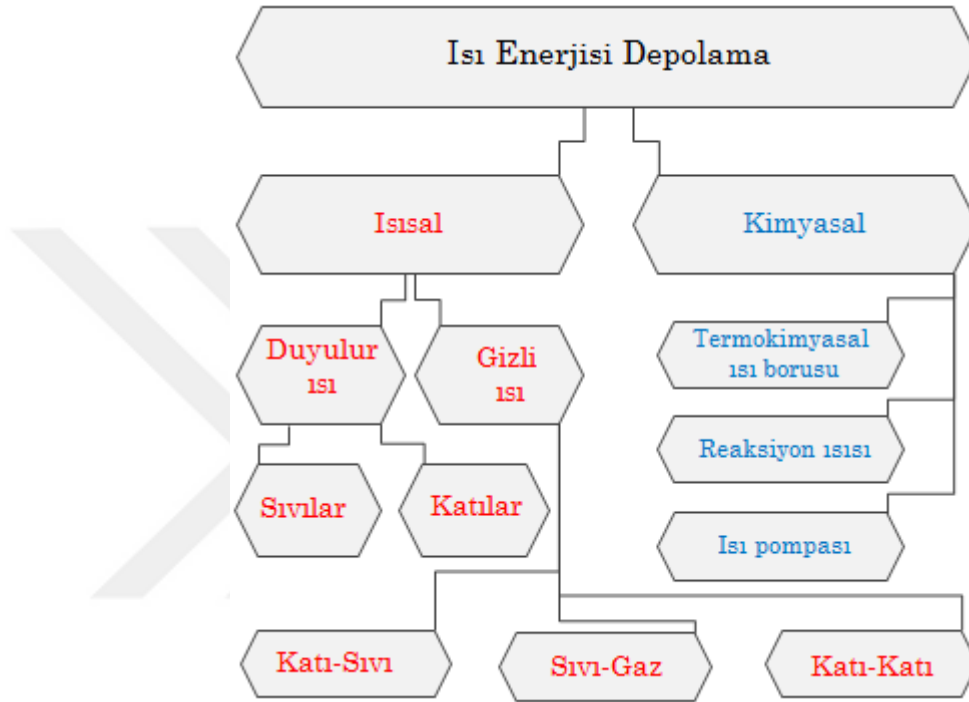 Isı Enerjisi Depolama
Isısal
Kimyasal
Duyulur
ısı
Gizli
ısı
Termokimyasal
ısı borusu
Reaksiyon ısısı
Sıvılar
Katılar
Isı pompası
Katı-Sıvı
Sıvı-Gaz
Katı-Katı